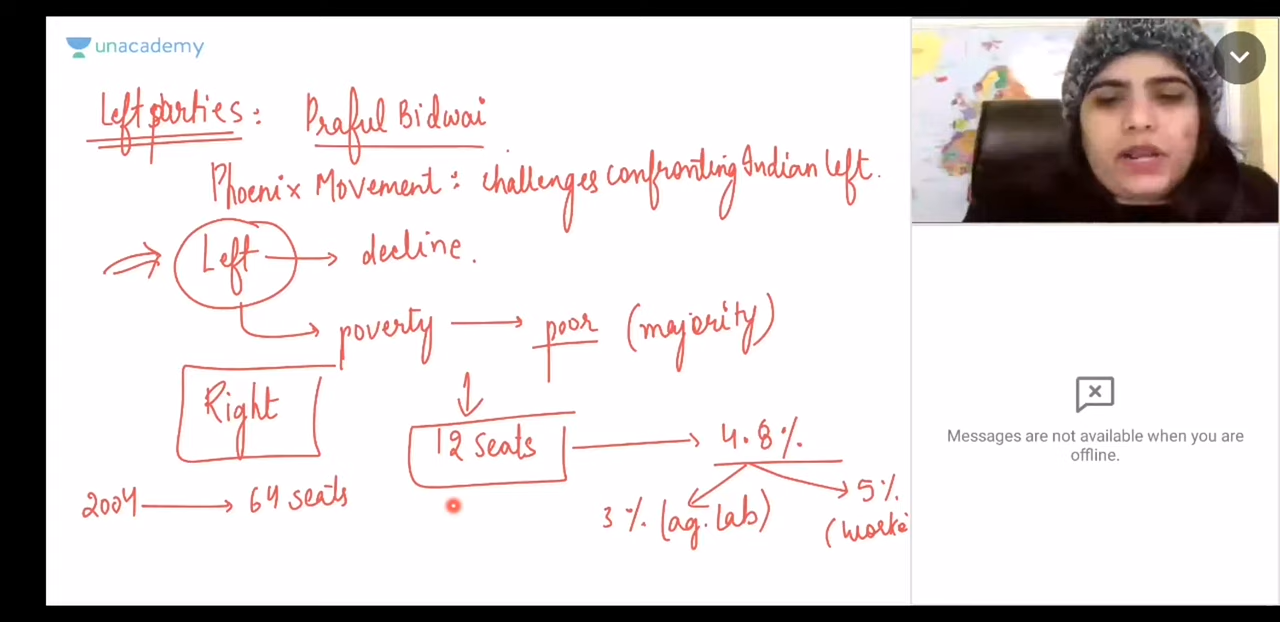 unacademy
Left parties : Praful Bidwai
Phoenix Movement : challenges confronting Indian left.
Left → decline.
poverty → poor (majority)
Right
12 seats → 4.8%
2004 → 64 seats
3% (ag. lab) 5%
(worke
Messages are not available when you are
offline.